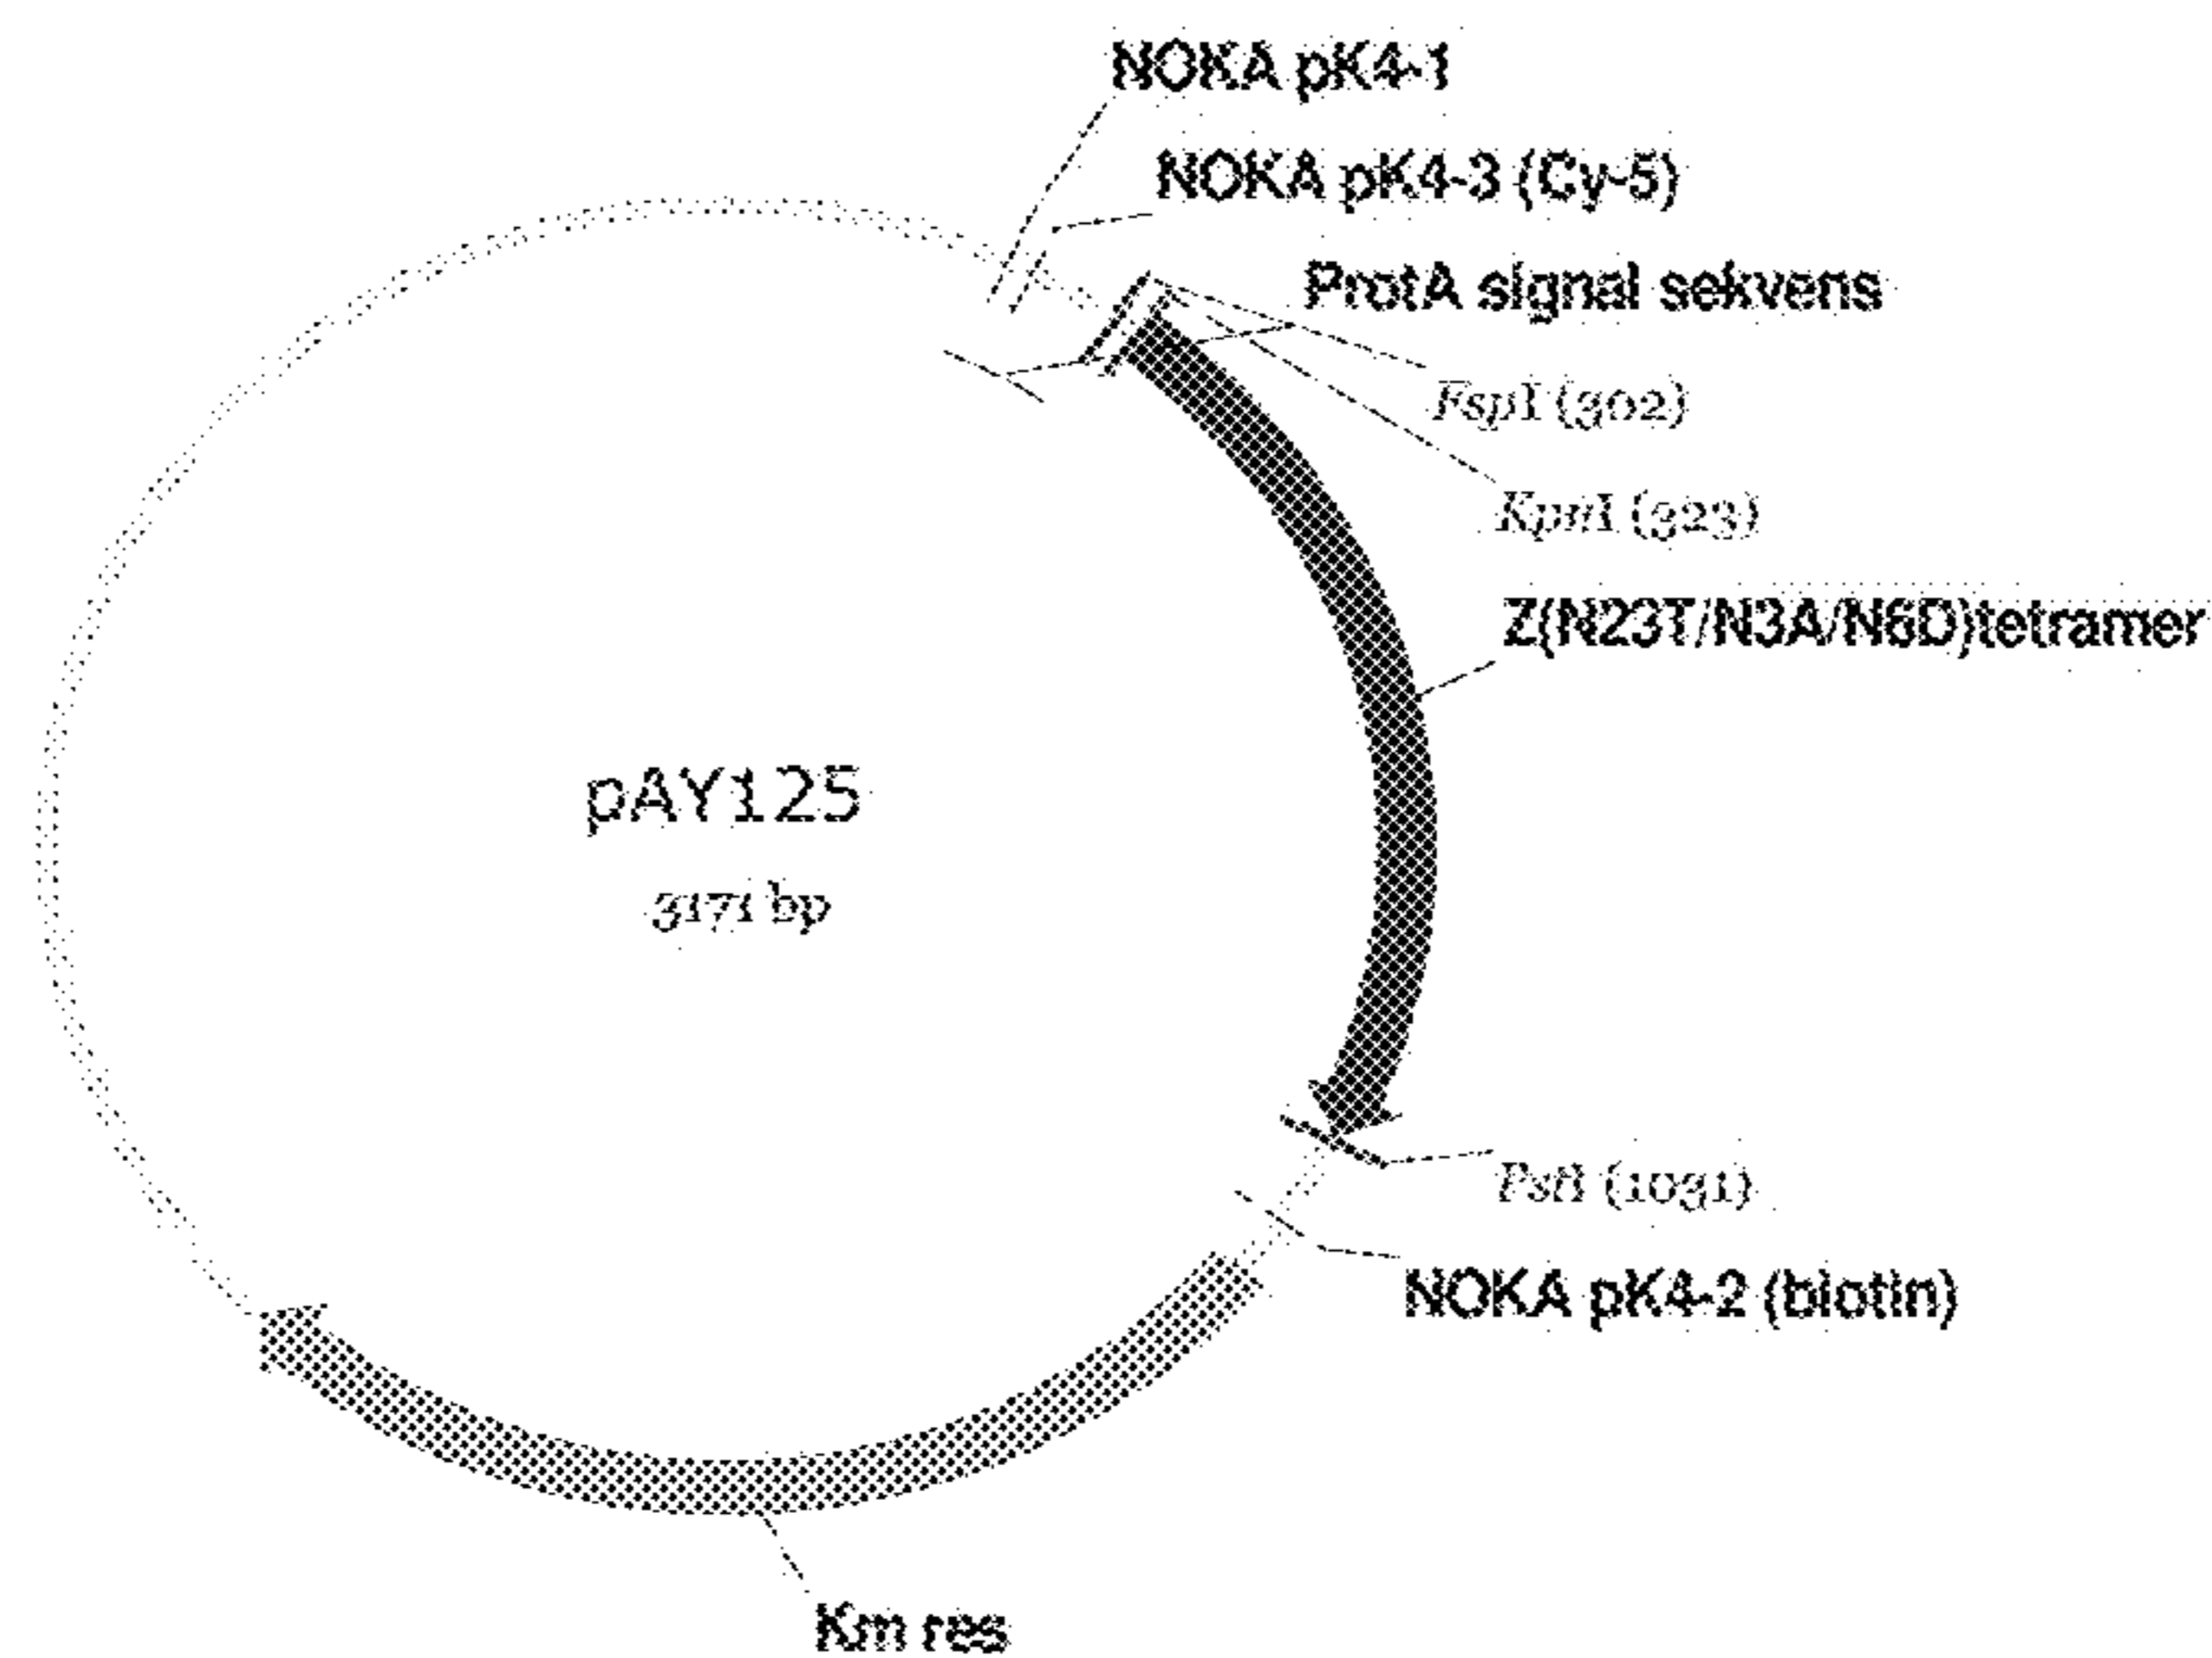 NOKA pK4-1
NOKA pK4-3 (Cy-5)
ProtA signal sekvens
FspI (302)
KpnI (323)
Z(N23T/N3A/N6D)tetramer
pAY125
3171 bp
PstI (1031)
NOKA pK4-2 (biotin)
Km res